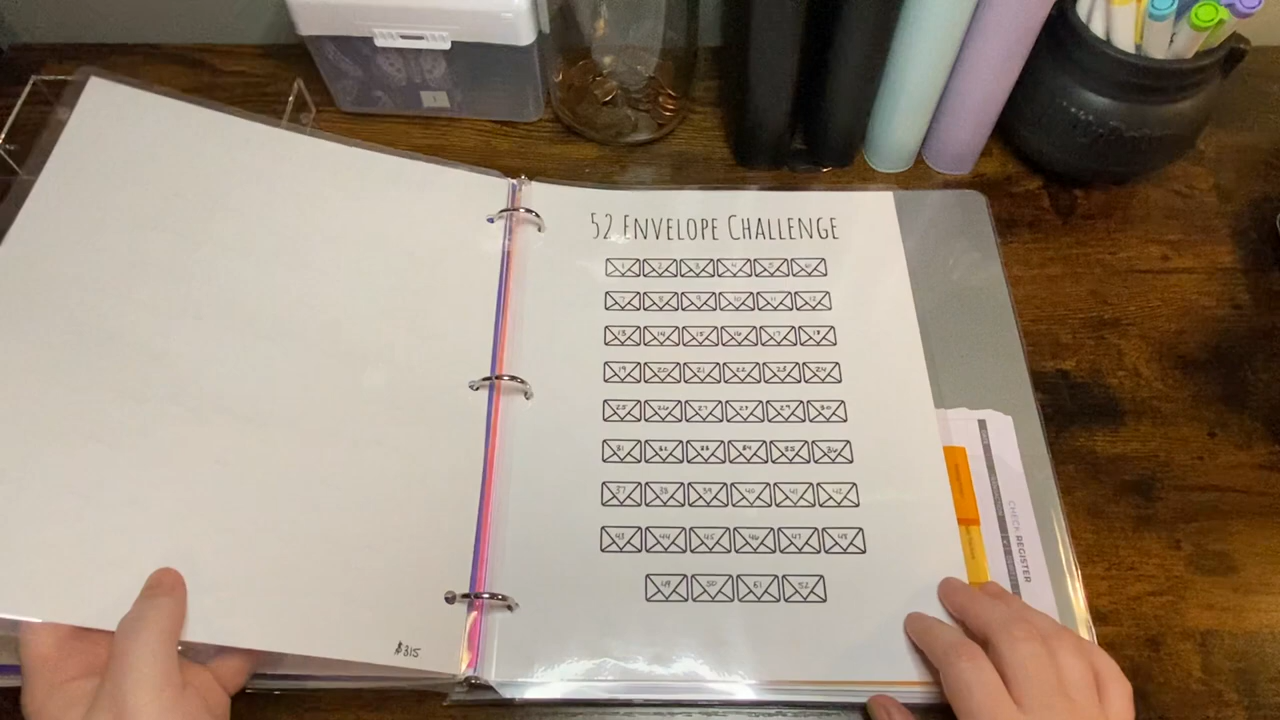 52 ENVELOPE CHALLENGE
1 2 3 4 5 6
7 8 9 10 11 12
13 14 15 16 17 18
19 20 21 22 23 24
25 26 27 28 29 30
31 32 33 34 35 36
37 38 39 40 41 42
43 44 45 46 47 48
49 50 51 52
$315
CHECK REGISTER